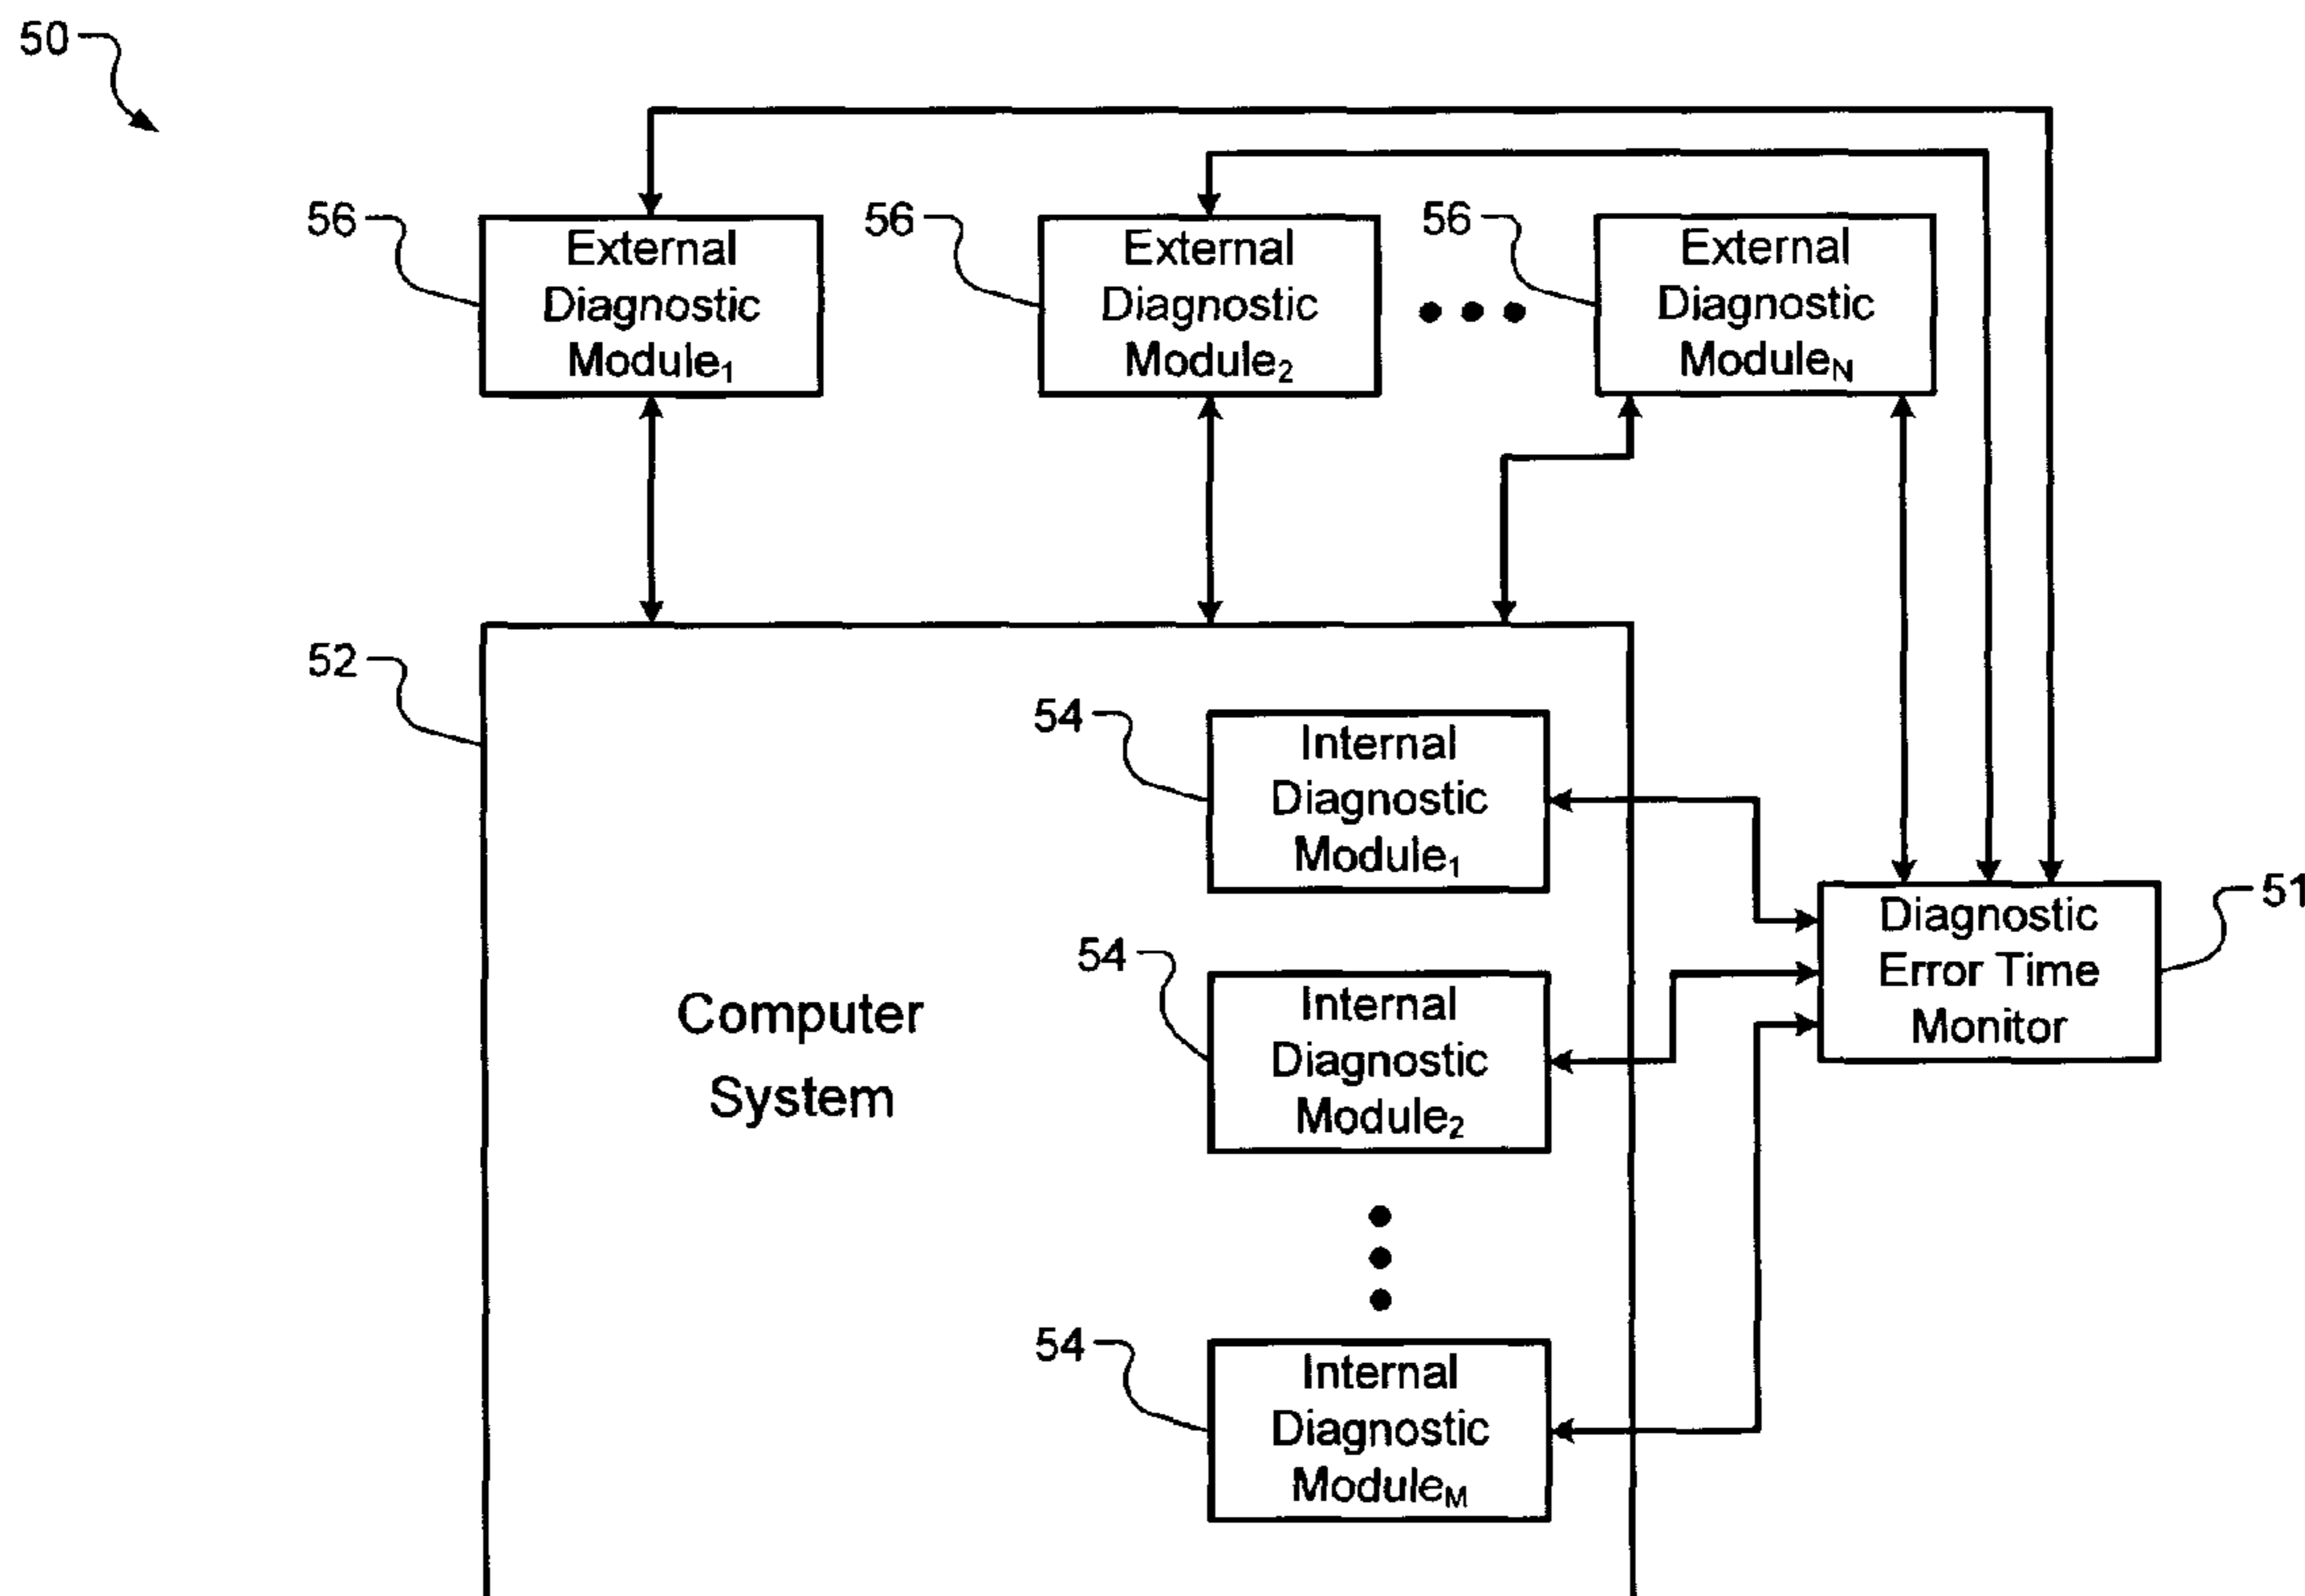 50
56
External
Diagnostic
Module1
56
External
Diagnostic
Module2
56
External
Diagnostic
ModuleN
52
Computer
System
54
Internal
Diagnostic
Module1
54
Internal
Diagnostic
Module2
54
Internal
Diagnostic
ModuleM
Diagnostic
Error Time
Monitor
51